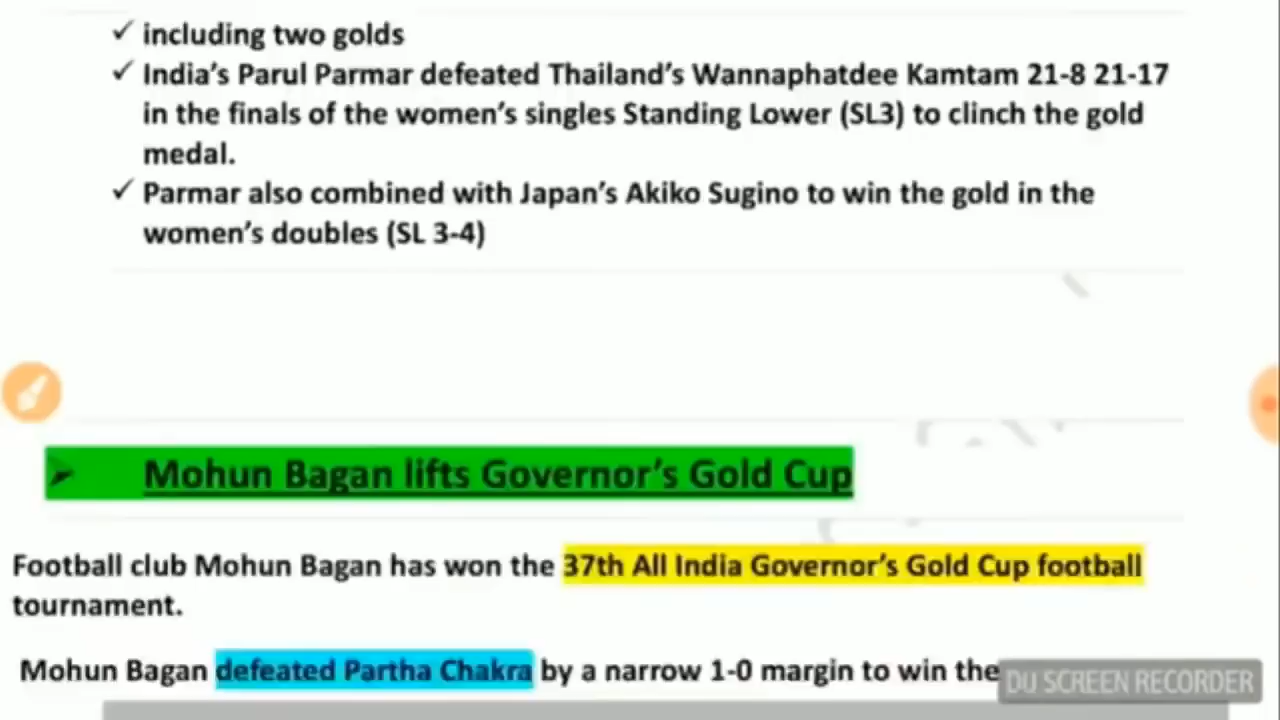 ✓ including two golds
✓ India's Parul Parmar defeated Thailand's Wannaphatdee Kamtam 21-8 21-17
in the finals of the women's singles Standing Lower (SL3) to clinch the gold
medal.
✓ Parmar also combined with Japan's Akiko Sugino to win the gold in the
women's doubles (SL 3-4)
➤ Mohun Bagan lifts Governor's Gold Cup
Football club Mohun Bagan has won the 37th All India Governor's Gold Cup football
tournament.
Mohun Bagan defeated Partha Chakra by a narrow 1-0 margin to win the
DU SCREEN RECORDER